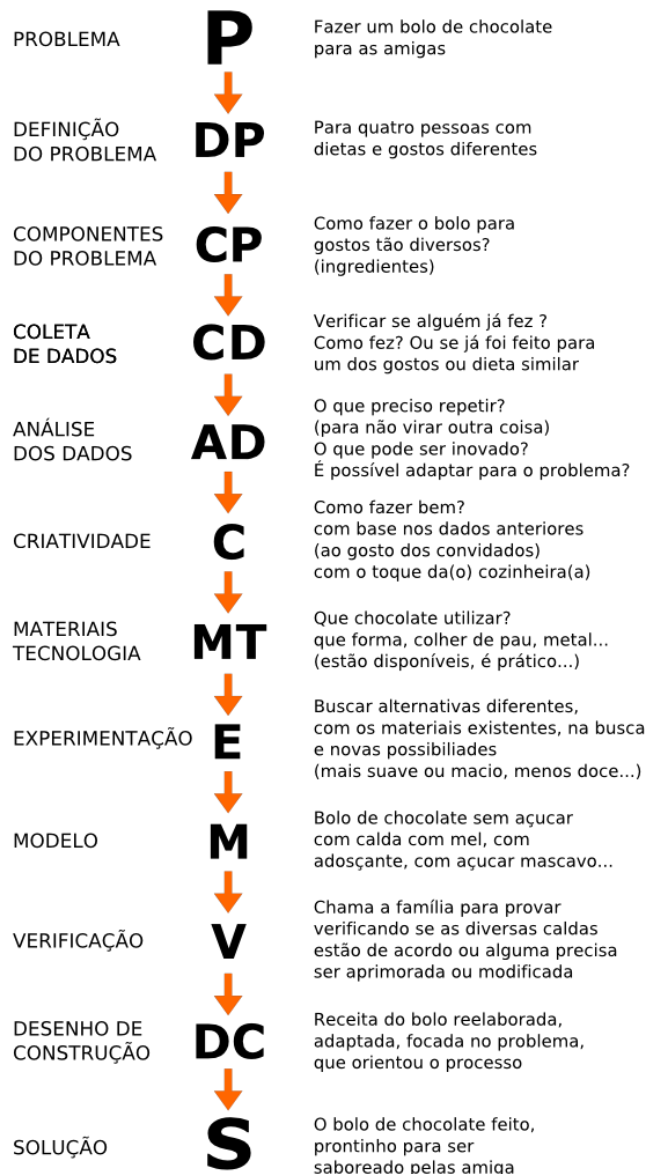 PROBLEMA
P
Fazer um bolo de chocolate
para as amigas
DEFINIÇÃO
DO PROBLEMA
DP
Para quatro pessoas com
dietas e gostos diferentes
COMPONENTES
DO PROBLEMA
CP
Como fazer o bolo para
gostos tão diversos?
(ingredientes)
COLETA
DE DADOS
CD
Verificar se alguém já fez ?
Como fez? Ou se já foi feito para
um dos gostos ou dieta similar
ANÁLISE
DOS DADOS
AD
O que preciso repetir?
(para não virar outra coisa)
O que pode ser inovado?
É possível adaptar para o problema?
CRIATIVIDADE
C
Como fazer bem?
com base nos dados anteriores
(ao gosto dos convidados)
com o toque da(o) cozinheira(a)
MATERIAIS
TECNOLOGIA
MT
Que chocolate utilizar?
que forma, colher de pau, metal...
(estão disponíveis, é prático...)
EXPERIMENTAÇÃO
E
Buscar alternativas diferentes,
com os materiais existentes, na busca
e novas possibiliades
(mais suave ou macio, menos doce...)
MODELO
M
Bolo de chocolate sem açucar
com calda com mel, com
adosçante, com açucar mascavo...
VERIFICAÇÃO
V
Chama a família para provar
verificando se as diversas caldas
estão de acordo ou alguma precisa
ser aprimorada ou modificada
DESENHO DE
CONSTRUÇÃO
DC
Receita do bolo reelaborada,
adaptada, focada no problema,
que orientou o processo
SOLUÇÃO
S
O bolo de chocolate feito,
prontinho para ser
saboreado pelas amiga